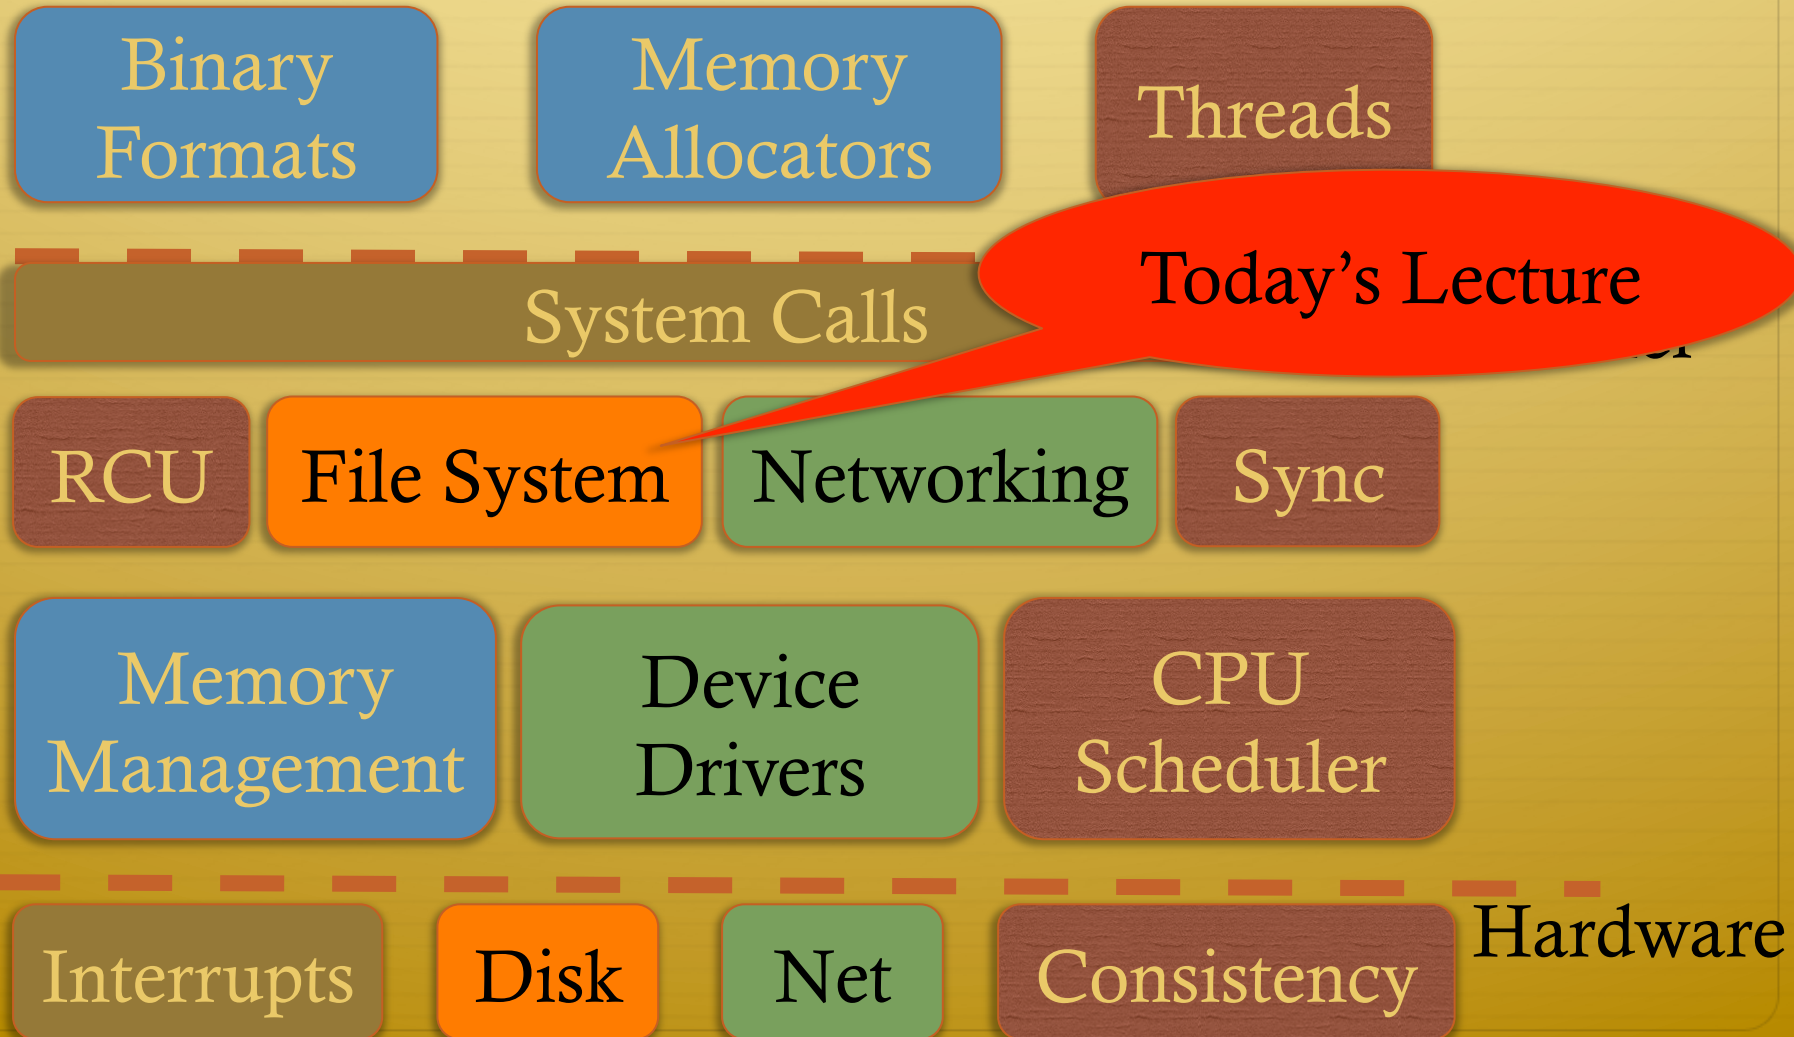 Binary
Formats
Memory
Allocators
Threads
Today’s Lecture
System Calls
RCU
File System
Networking
Sync
Memory
Management
Device
Drivers
CPU
Scheduler
Hardware
Interrupts
Disk
Net
Consistency